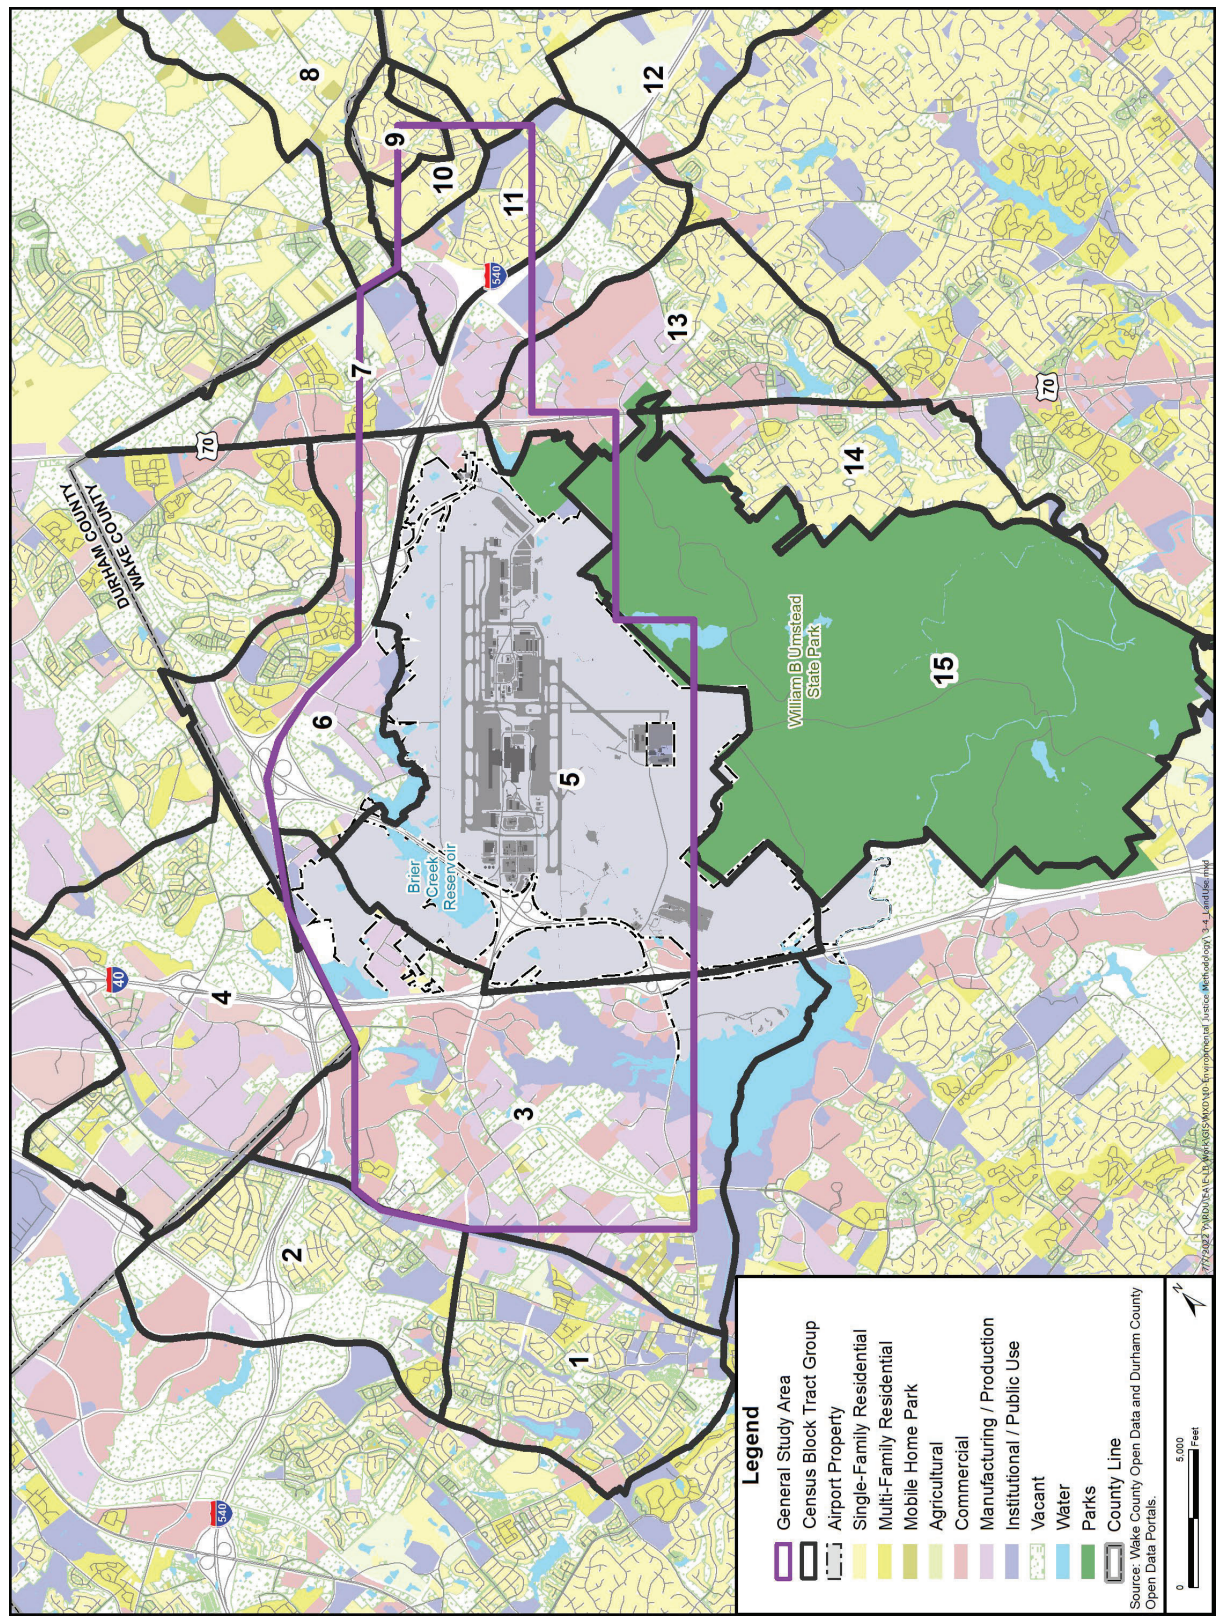 DURHAM COUNTY
WAKE COUNTY
8
9
10
11
12
13
7
70
540
70
14
15
William B Umstead
State Park
6
5
Brier
Creek
Reservoir
4
40
3
2
1
540
Legend
General Study Area
Census Block Tract Group
Airport Property
Single-Family Residential
Multi-Family Residential
Mobile Home Park
Agricultural
Commercial
Manufacturing / Production
Institutional / Public Use
Vacant
Water
Parks
County Line
Source: Wake County Open Data and Durham County
Open Data Portals.
0 5,000
Feet
N